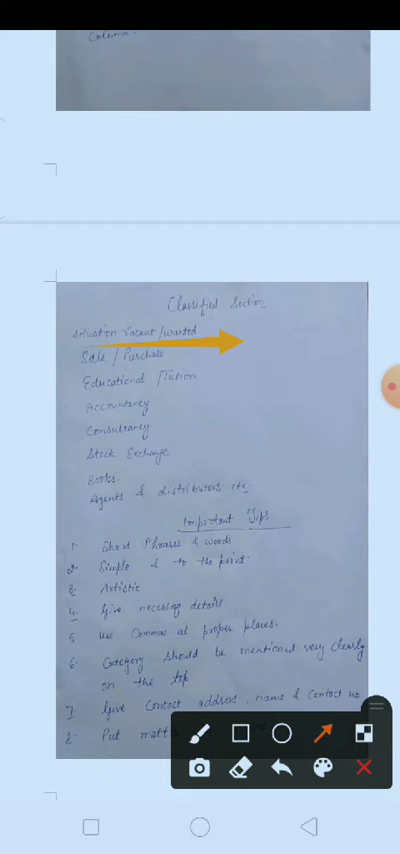 Column.
Classified Section
Situation Vacant / wanted
Sale / Purchase
Educational / Tution
Accountancy
Consultancy
Stock Exchange
Books.
Agents & distributors etc.
Important Tips
1. Short Phrases & words
2. Simple & to the point.
3. Artistic
4. Give necessary detail
5 Use Commas at proper places.
6. Category should be mentioned very clearly
on the top
7. Give Contact address, name & contact no
8. Put